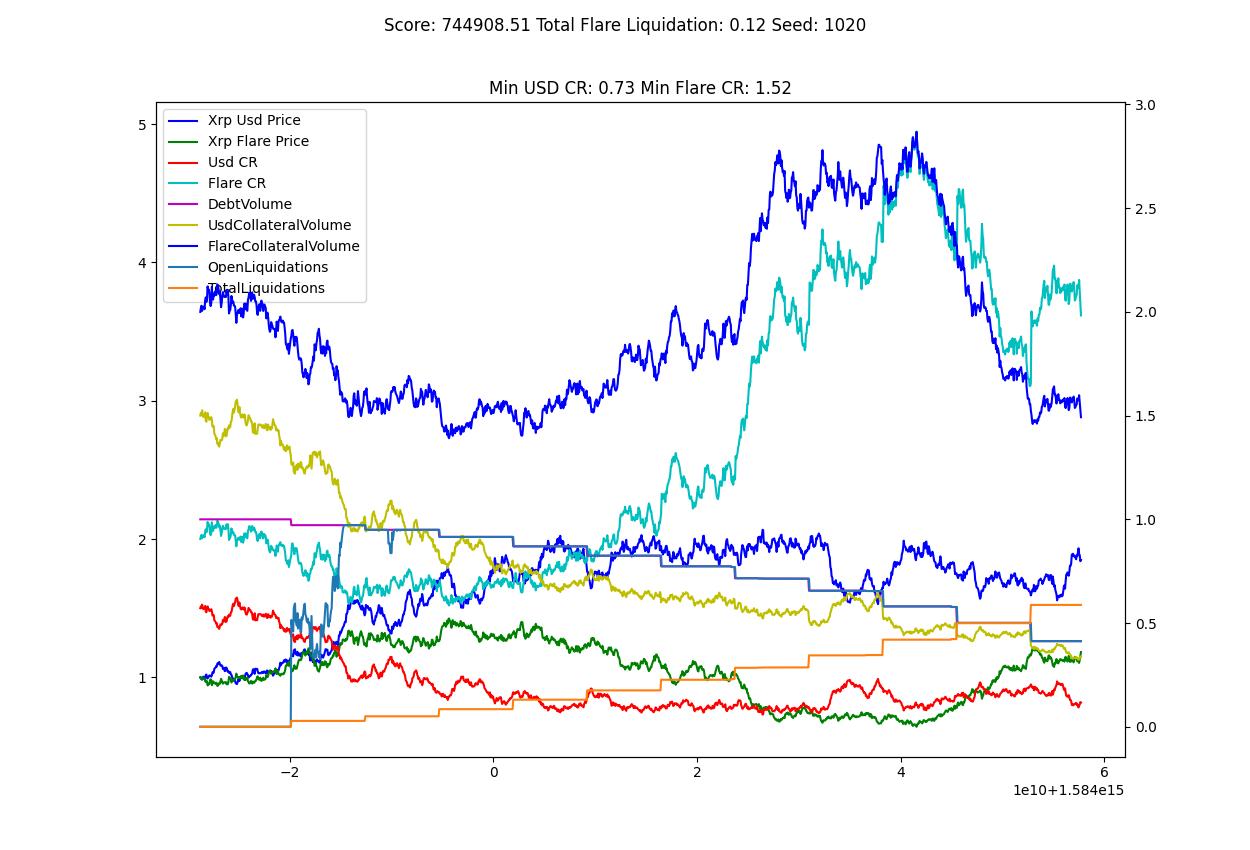 Score: 744908.51 Total Flare Liquidation: 0.12 Seed: 1020
Min USD CR: 0.73 Min Flare CR: 1.52
Xrp Usd Price
Xrp Flare Price
Usd CR
Flare CR
DebtVolume
UsdCollateralVolume
FlareCollateralVolume
OpenLiquidations
TotalLiquidations
5
4
3
2
1
3.0
2.5
2.0
1.5
1.0
0.5
0.0
−2 0 2 4 6
1e10+1.584e15